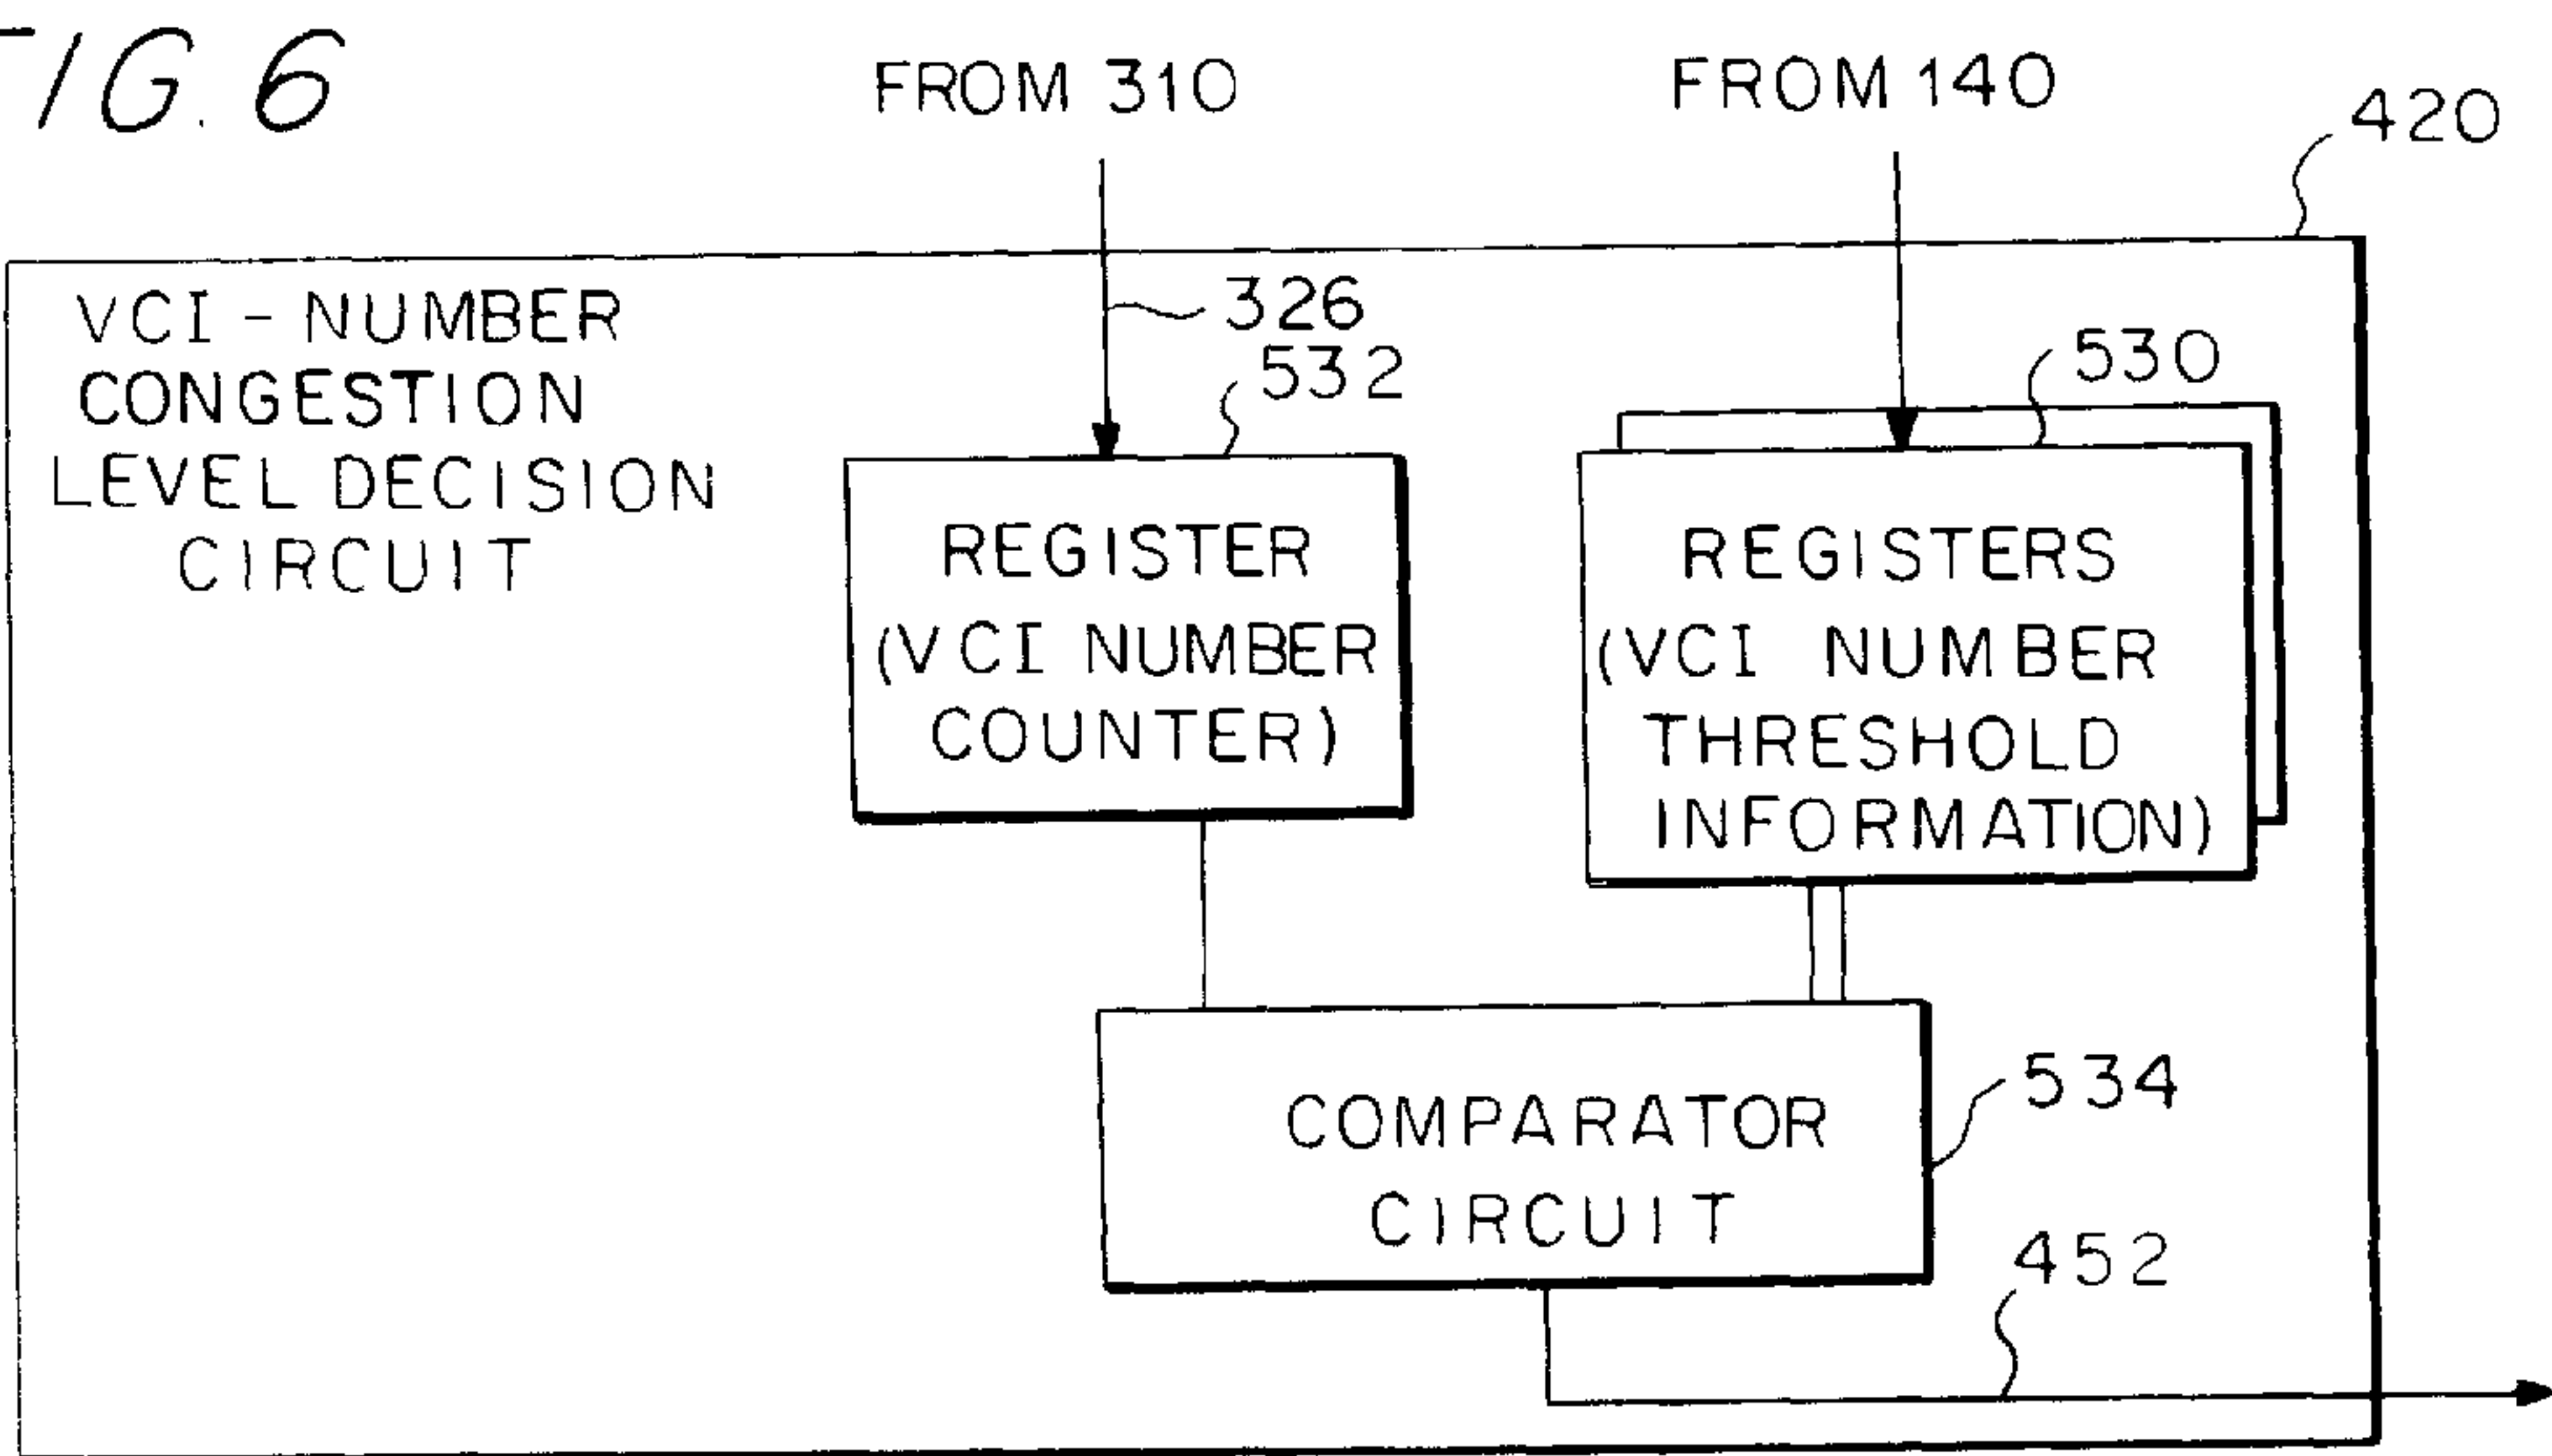 FIG. 6
FROM 310
FROM 140
420
VCI-NUMBER
CONGESTION
LEVEL DECISION
CIRCUIT
326
532
530
REGISTER
(VCI NUMBER
COUNTER)
REGISTERS
(VCI NUMBER
THRESHOLD
INFORMATION)
COMPARATOR
CIRCUIT
534
452